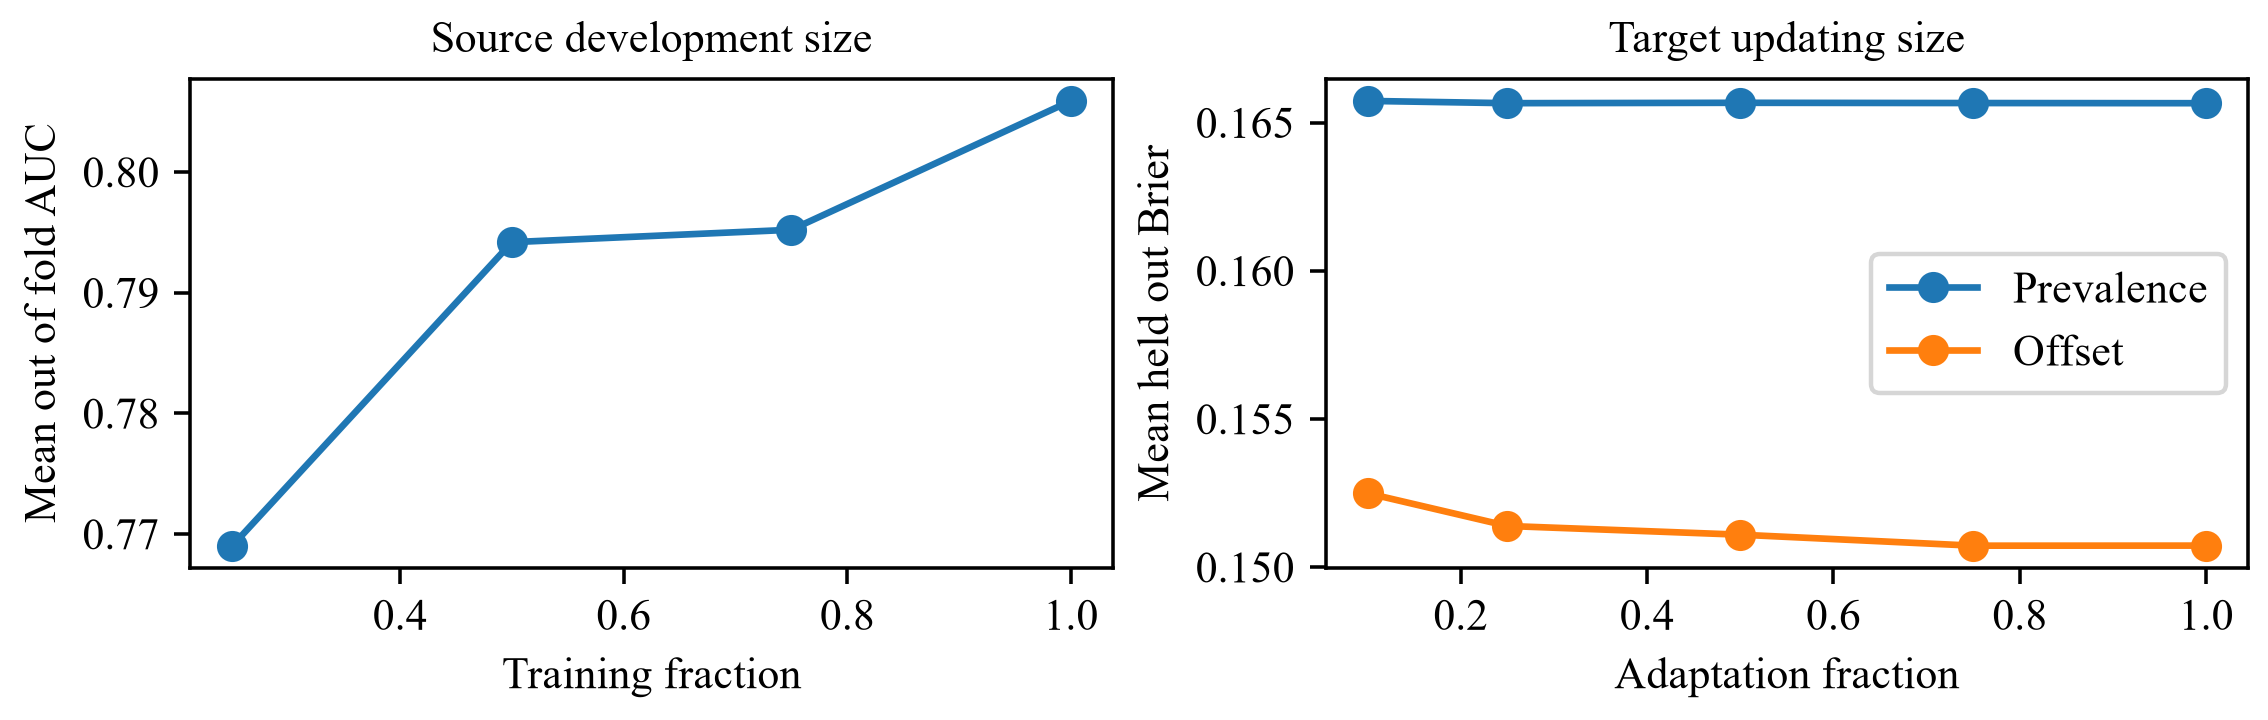 Source development size
Mean out of fold AUC
0.80
0.79
0.78
0.77
0.4 0.6 0.8 1.0
Training fraction
Target updating size
Mean held out Brier
0.165
0.160
0.155
0.150
Prevalence
Offset
0.2 0.4 0.6 0.8 1.0
Adaptation fraction